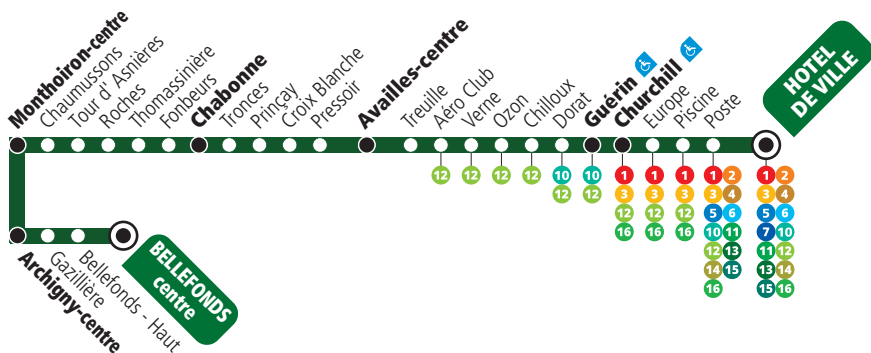 Monthoiron-centre
Chaumussons
Tour d' Asnières
Roches
Thomassinière
Fonbeurs
Chabonne
Tronces
Prinçay
Croix Blanche
Pressoir
Availles-centre
Treuille
Aéro Club
Verne
Ozon
Chilloux
Dorat
Guérin
Churchill
Europe
Piscine
Poste
HOTEL
DE VILLE
12
12
12
12
10
12
10
12
1
3
12
16
1
3
12
16
1
3
12
16
1 2
3 4
5 6
10 11
12 13
14 15
16
1 2
3 4
5 6
7 10
11 12
13 14
15 16
Archigny-centre
Gazillière
Bellefonds - Haut
BELLEFONDS
centre